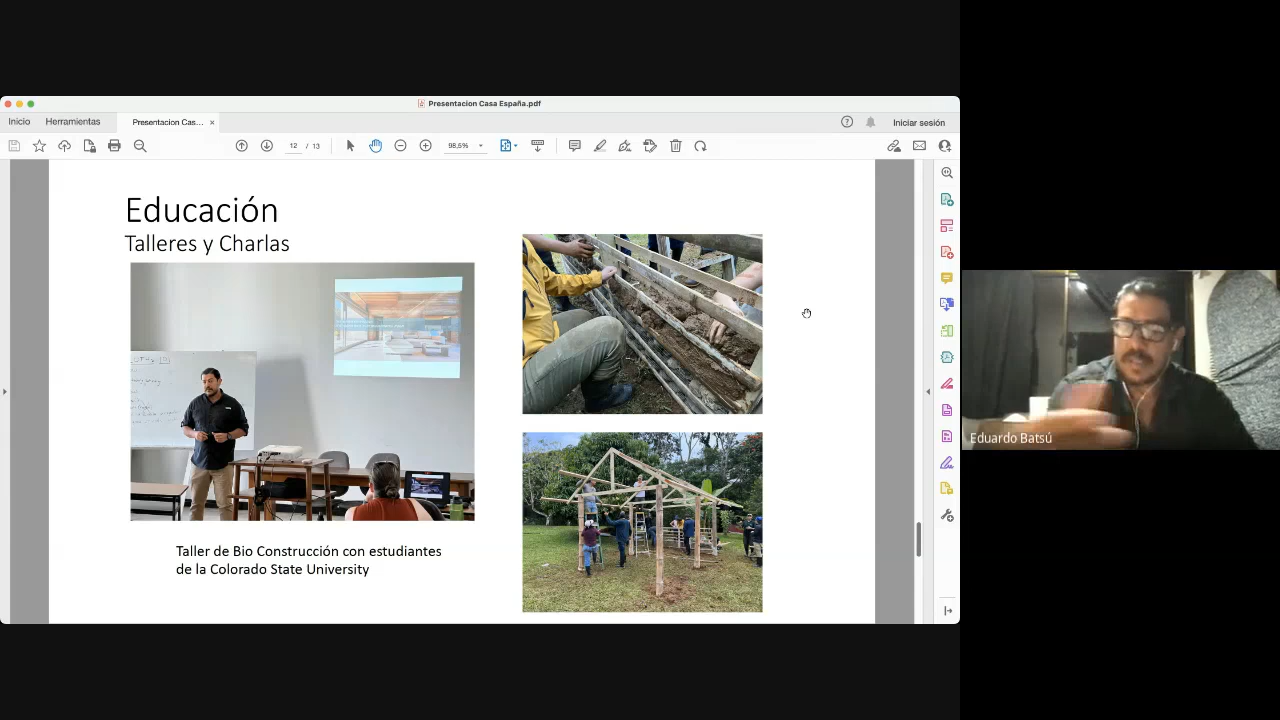 Presentacion Casa España.pdf
Inicio
Herramientas
Presentacion Cas...
Iniciar sesión
12 / 13
98,5%
Educación
Talleres y Charlas
Taller de Bio Construcción con estudiantes
de la Colorado State University
Eduardo Batsú